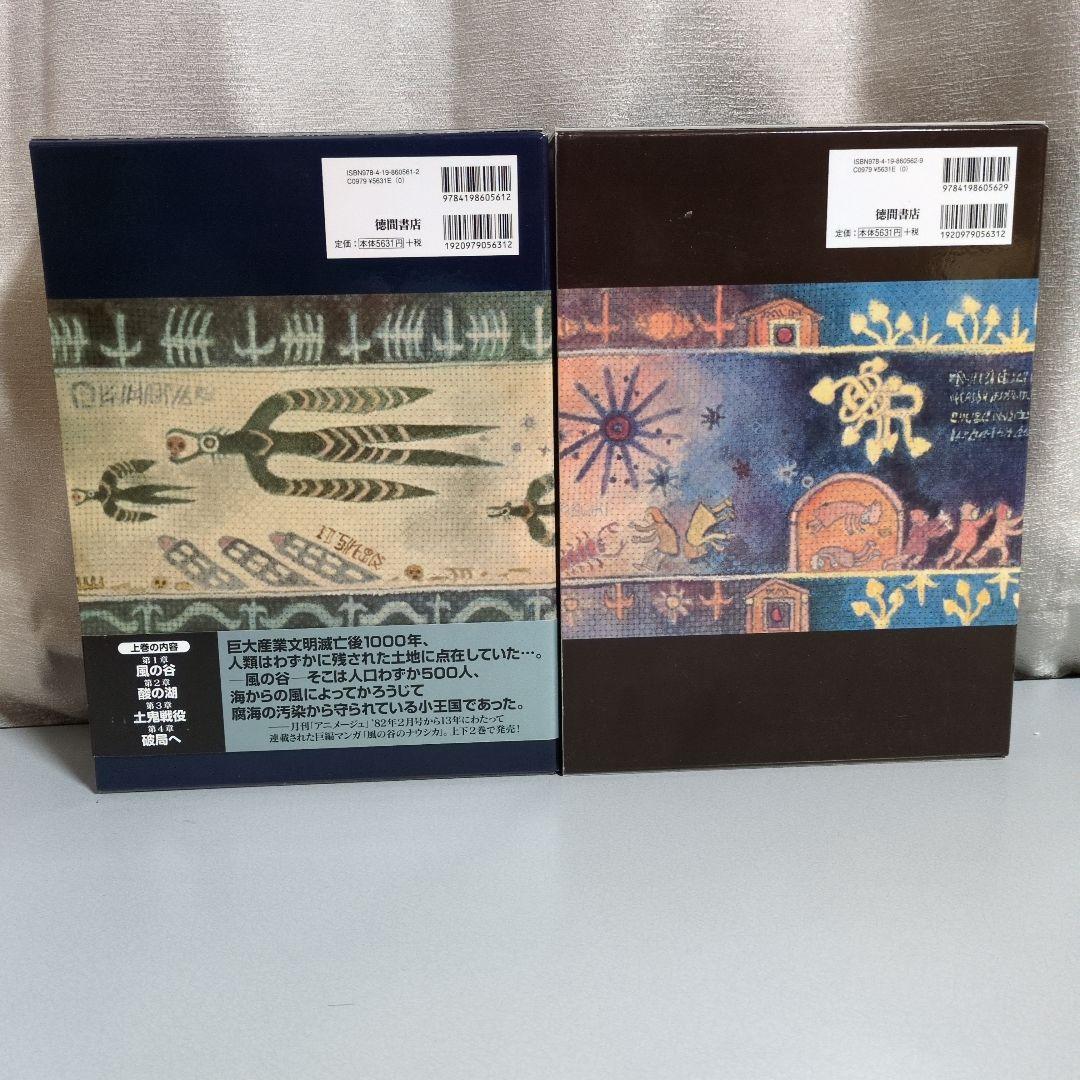 ISBN978-4-19-860561-2
C0979 ¥5631E (0)
9784198605612
徳間書店
定価：本体5631円+税
1920979056312
上巻の内容
第1章
風の谷
第2章
酸の湖
第3章
土鬼戦役
第4章
破局へ
巨大産業文明滅亡後1000年、
人類はわずかに残された土地に点在していた…。
―風の谷―そこは人口わずか500人、
海からの風によってかろうじて
腐海の汚染から守られている小王国であった。
――月刊「アニメージュ」'82年2月号から13年にわたって
連載された巨編マンガ「風の谷のナウシカ」。上下2巻で発売！
ISBN978-4-19-860562-9
C0979 ¥5631E (0)
9784198605629
徳間書店
定価：本体5631円+税
1920979056312